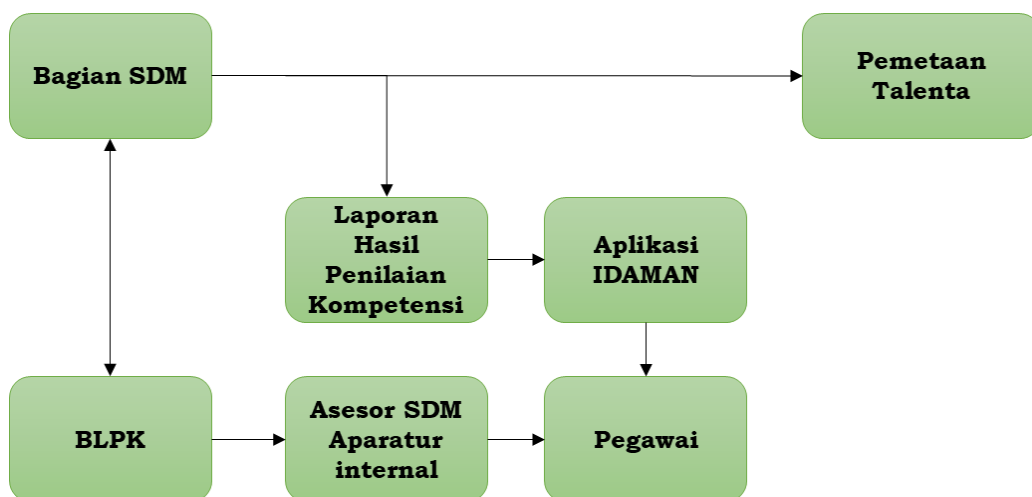 Bagian SDM
Pemetaan
Talenta
Laporan
Hasil
Penilaian
Kompetensi
Aplikasi
IDAMAN
BLPK
Asesor SDM
Aparatur
internal
Pegawai